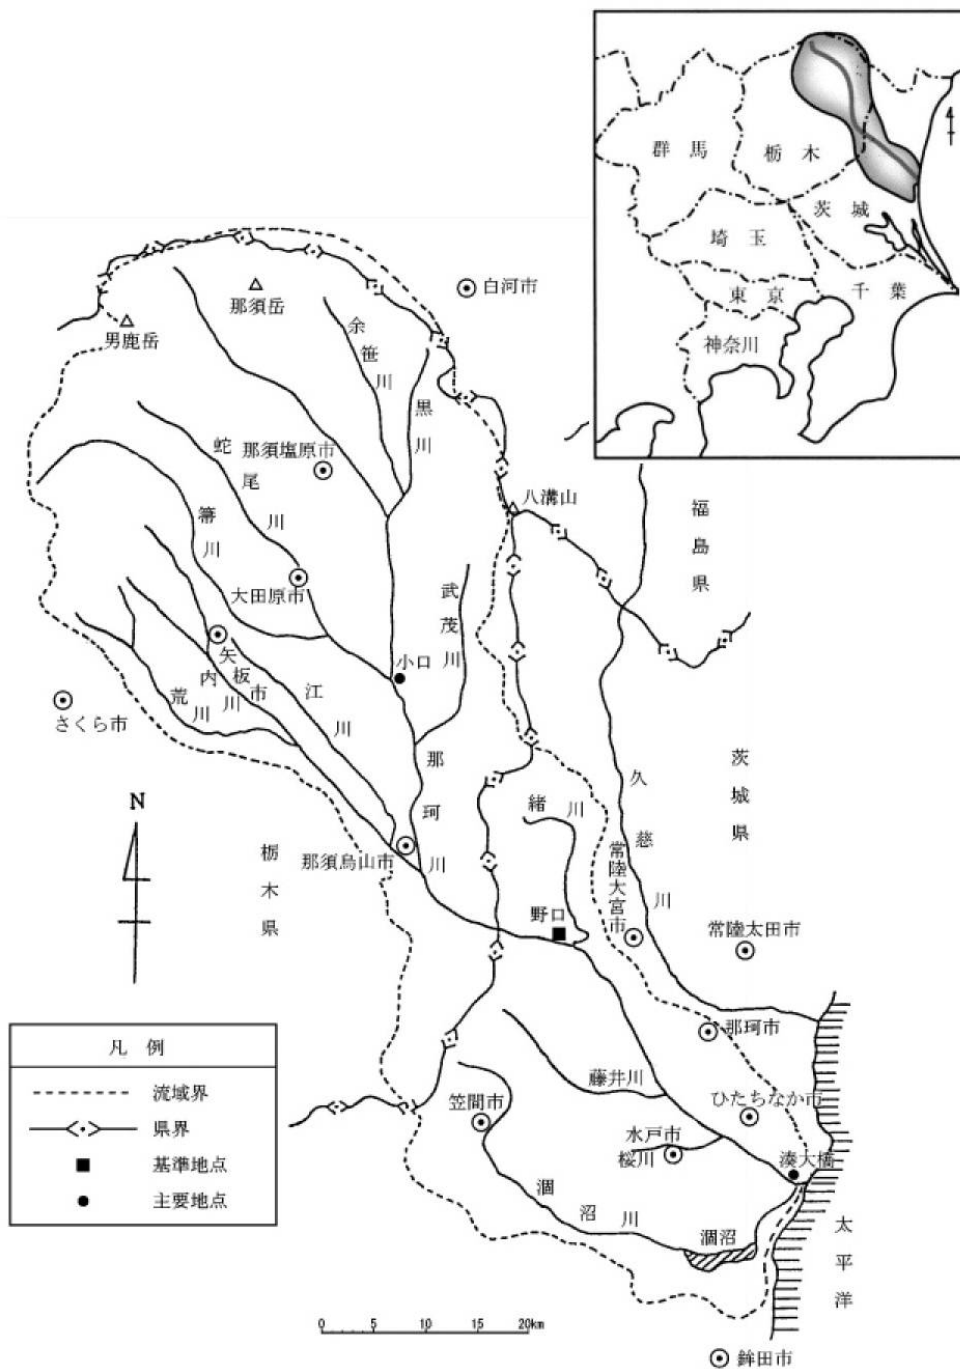 群馬
栃木
茨城
埼玉
東京
千葉
神奈川
白河市
那須岳
男鹿岳
余笹川
黒川
蛇尾川
那須塩原市
八溝山
福島県
箒川
大田原市
武茂川
小口
矢板市
内川
荒川
江川
さくら市
那珂川
茨城県
久慈川
緒川
N
那須烏山市
栃木県
常陸大宮市
野口
常陸太田市
那珂市
凡例
流域界
県界
基準地点
主要地点
藤井川
笠間市
ひたちなか市
水戸市
桜川
湊大橋
涸沼川
涸沼
太平洋
0 5 10 15 20km
鉾田市